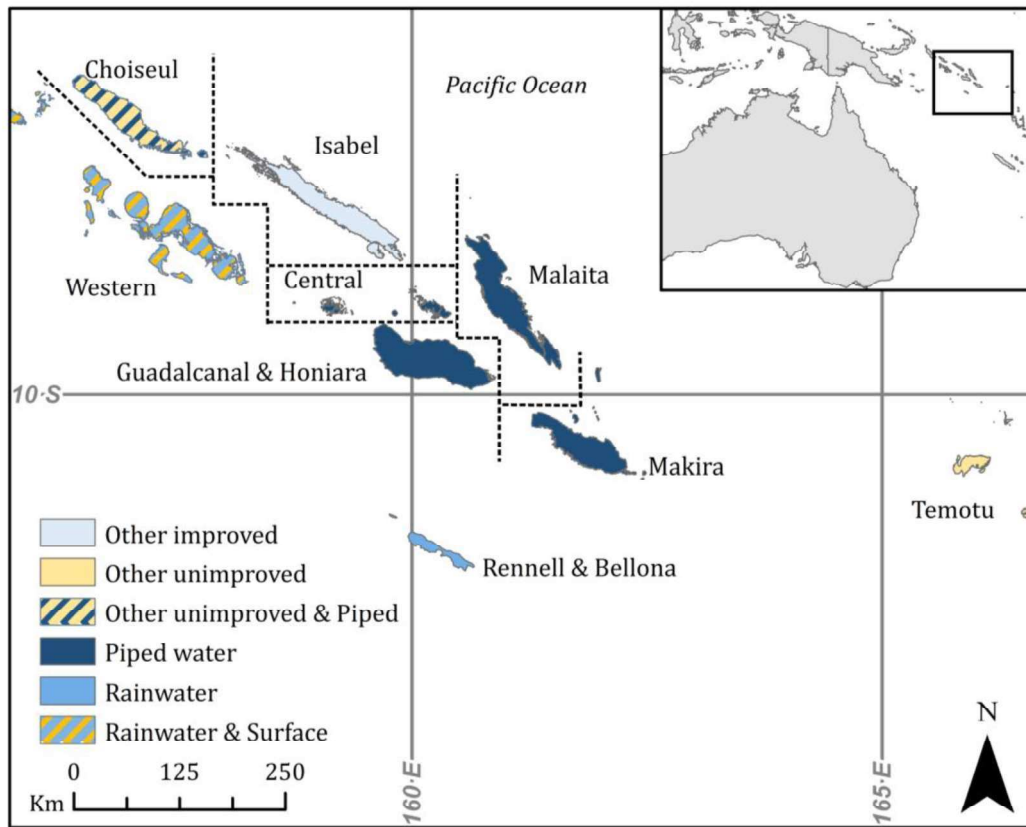 Choiseul
Pacific Ocean
Isabel
Western
Central
Malaita
Guadalcanal & Honiara
10·S
Makira
Temotu
Rennell & Bellona
Other improved
Other unimproved
Other unimproved & Piped
Piped water
Rainwater
Rainwater & Surface
0 125 250
Km
160·E
165·E
N